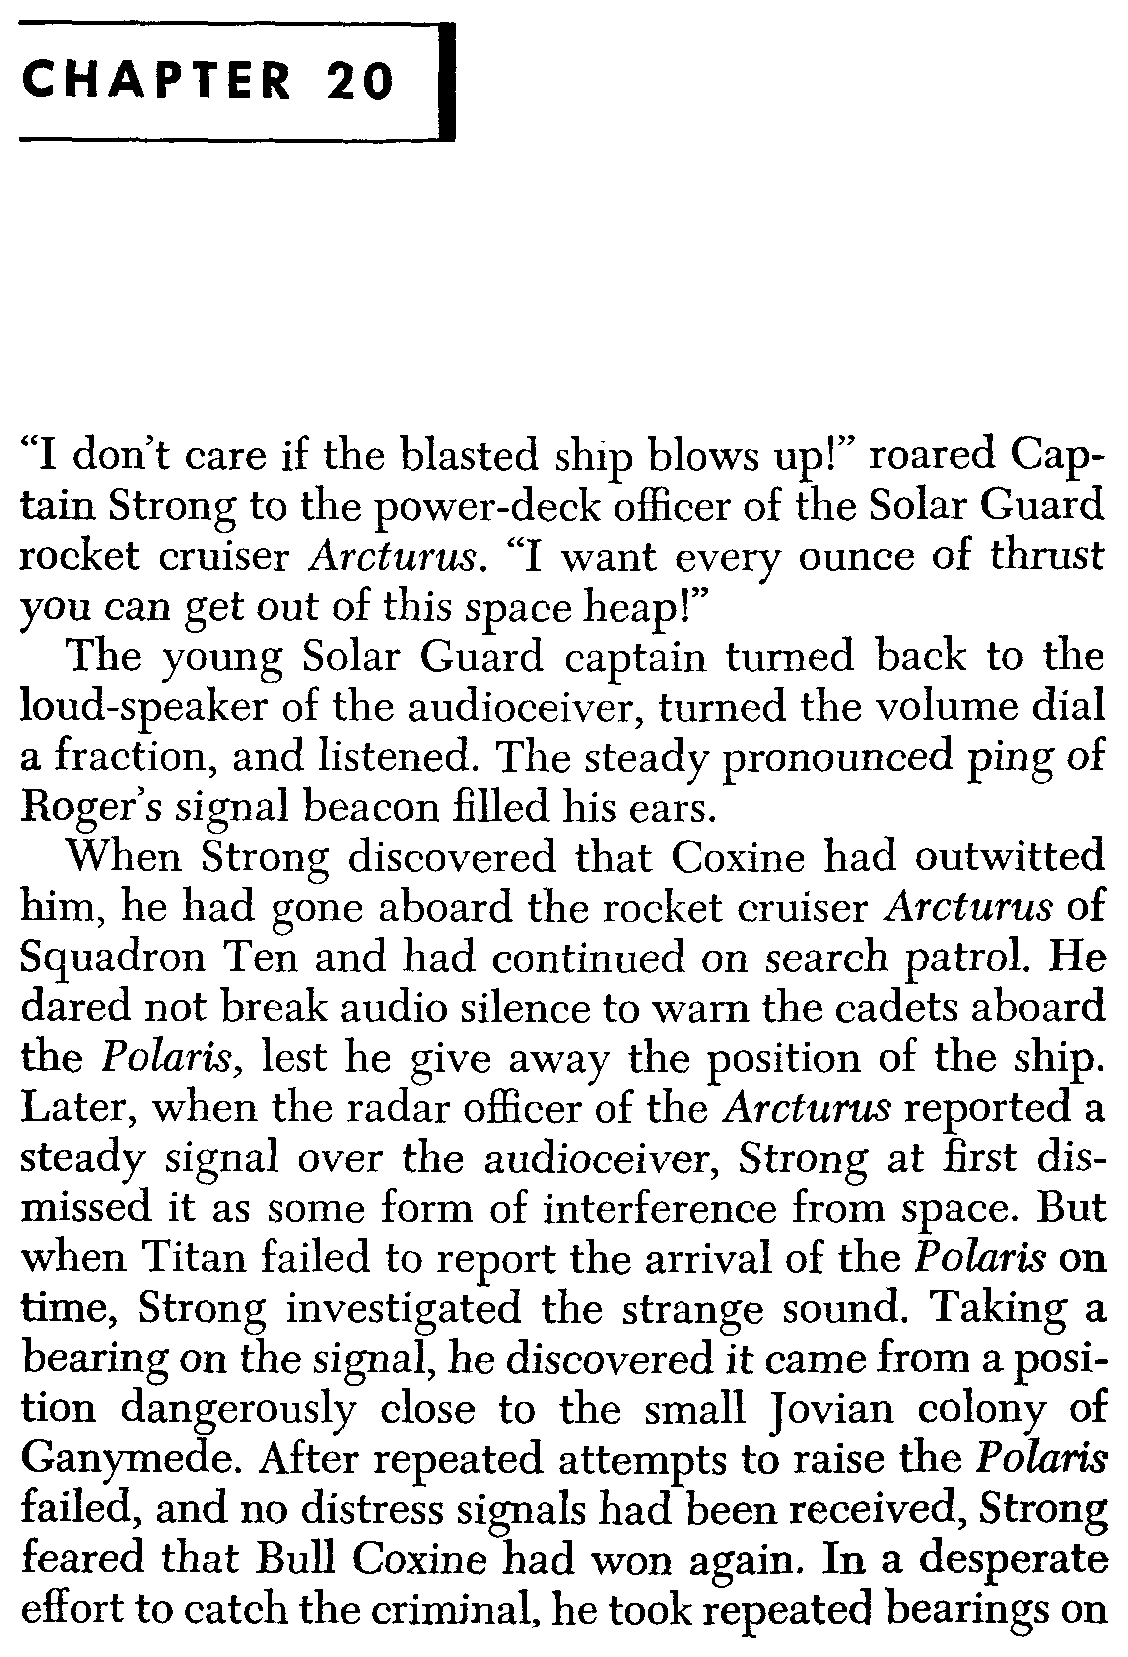 CHAPTER 20
“I don’t care if the blasted ship blows up!” roared Cap-
tain Strong to the power-deck officer of the Solar Guard
rocket cruiser Arcturus. “I want every ounce of thrust
you can get out of this space heap!”
The young Solar Guard captain turned back to the
loud-speaker of the audioceiver, turned the volume dial
a fraction, and listened. The steady pronounced ping of
Roger’s signal beacon filled his ears.
When Strong discovered that Coxine had outwitted
him, he had gone aboard the rocket cruiser Arcturus of
Squadron Ten and had continued on search patrol. He
dared not break audio silence to warn the cadets aboard
the Polaris, lest he give away the position of the ship.
Later, when the radar officer of the Arcturus reported a
steady signal over the audioceiver, Strong at first dis-
missed it as some form of interference from space. But
when Titan failed to report the arrival of the Polaris on
time, Strong investigated the strange sound. Taking a
bearing on the signal, he discovered it came from a posi-
tion dangerously close to the small Jovian colony of
Ganymede. After repeated attempts to raise the Polaris
failed, and no distress signals had been received, Strong
feared that Bull Coxine had won again. In a desperate
effort to catch the criminal, he took repeated bearings on